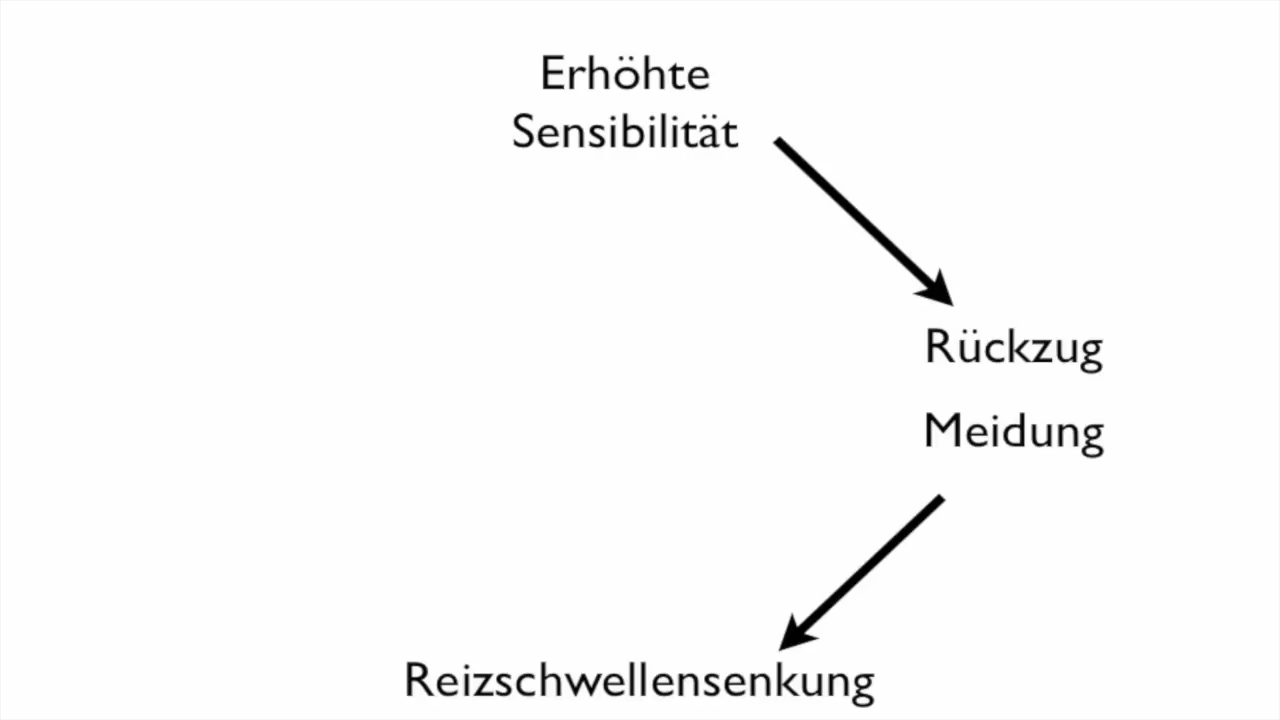 Erhöhte
Sensibilität
Rückzug
Meidung
Reizschwellensenkung